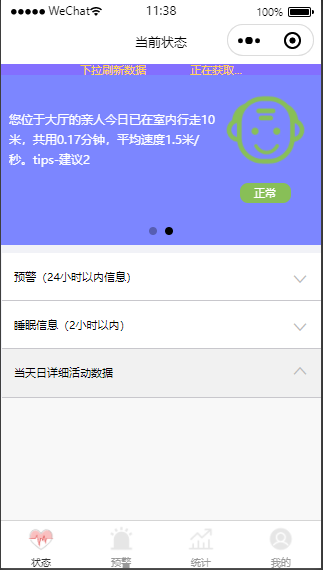 ●●●●● WeChat 11:38 100%
当前状态
下拉刷新数据 正在获取...
您位于大厅的亲人今日已在室内行走10
米，共用0.17分钟，平均速度1.5米/
秒。tips-建议2
正常
预警（24小时以内信息）
睡眠信息（2小时以内）
当天日详细活动数据
状态 预警 统计 我的